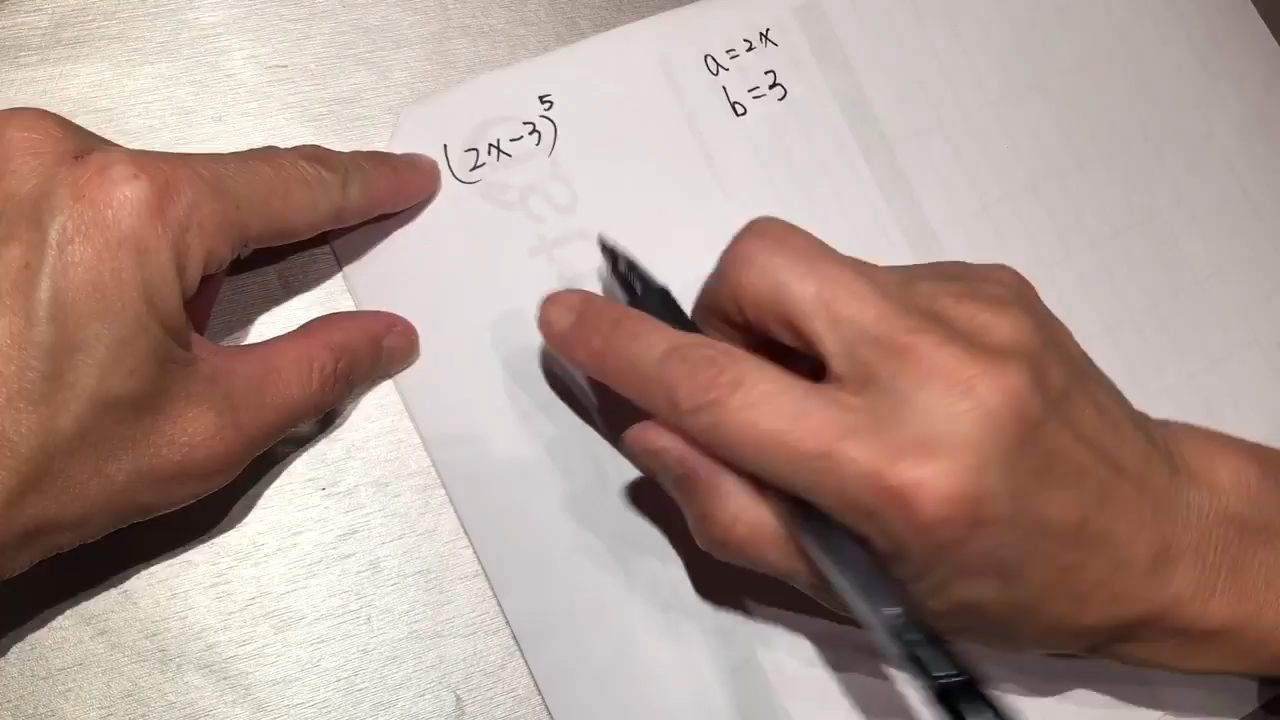 (2x-3)⁵
a=2x
b=3